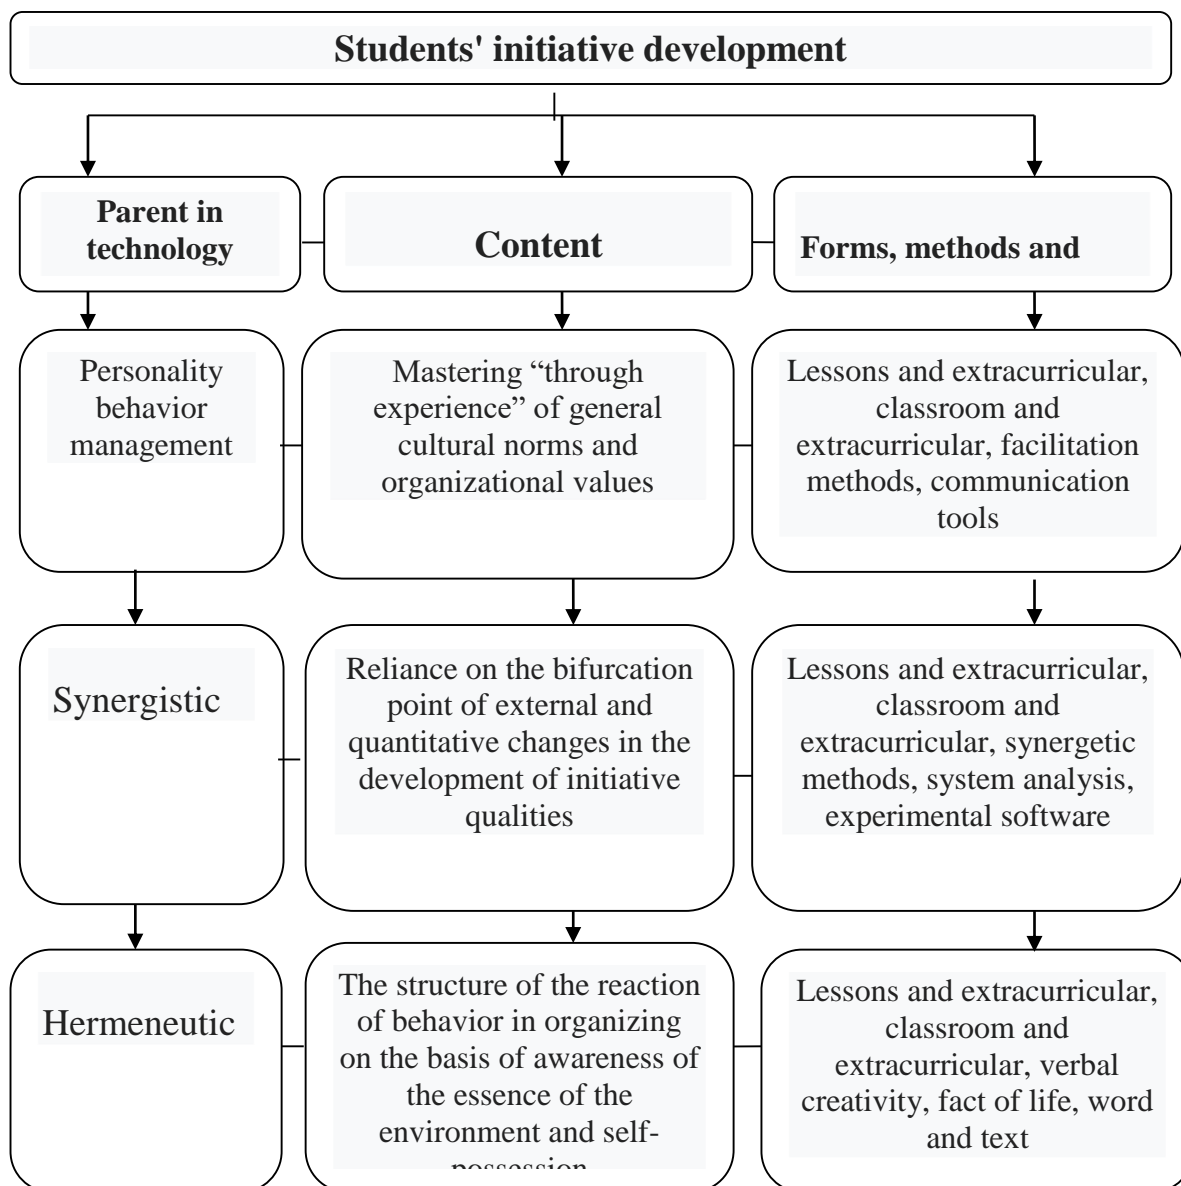 Students' initiative development
Parent in
technology
Content
Forms, methods and
Personality
behavior
management
Mastering “through
experience” of general
cultural norms and
organizational values
Lessons and extracurricular,
classroom and
extracurricular, facilitation
methods, communication
tools
Synergistic
Reliance on the bifurcation
point of external and
quantitative changes in the
development of initiative
qualities
Lessons and extracurricular,
classroom and
extracurricular, synergetic
methods, system analysis,
experimental software
Hermeneutic
The structure of the reaction
of behavior in organizing
on the basis of awareness of
the essence of the
environment and self-
possession
Lessons and extracurricular,
classroom and
extracurricular, verbal
creativity, fact of life, word
and text